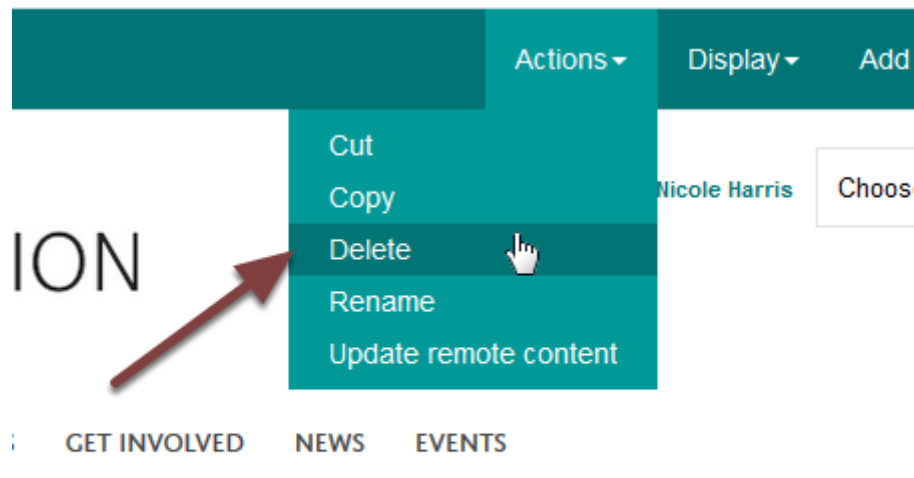 Actions Display Add
Cut
Nicole Harris Choos
Copy
ION
Delete
Rename
Update remote content
GET INVOLVED NEWS EVENTS